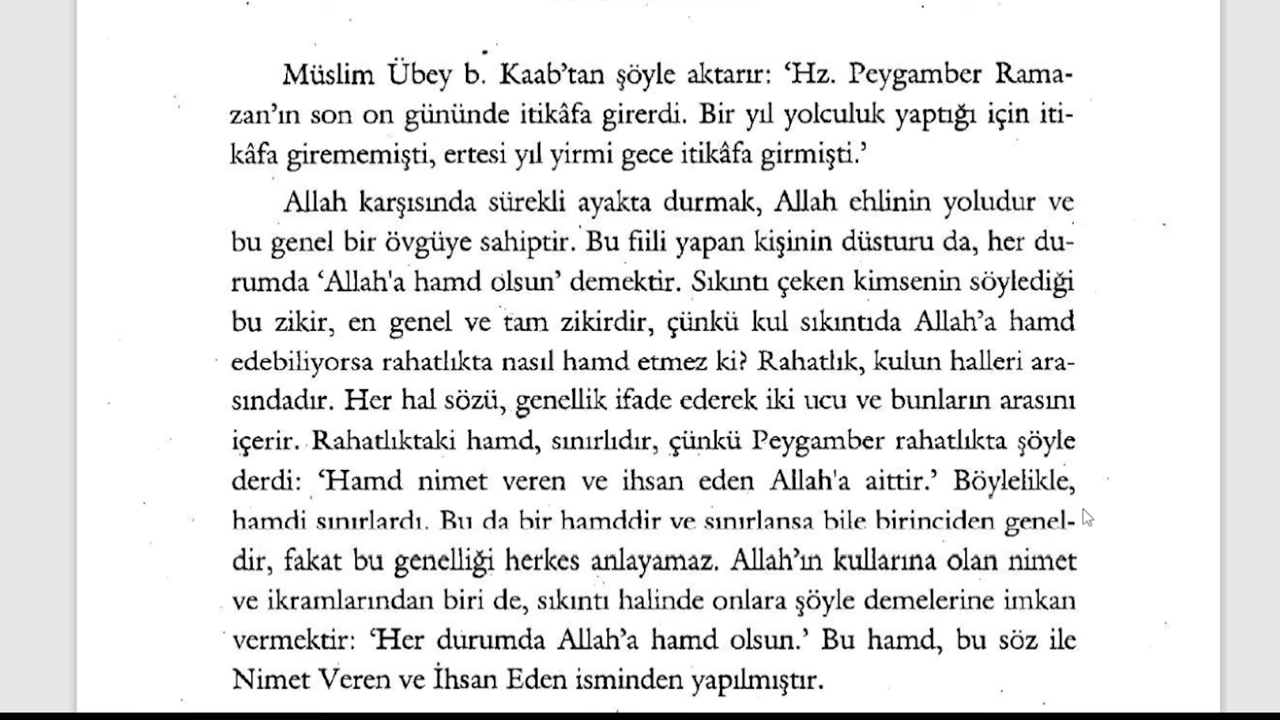 Müslim Übey b. Kaab’tan şöyle aktarır: ‘Hz. Peygamber Rama-
zan’ın son on gününde itikâfa girerdi. Bir yıl yolculuk yaptığı için iti-
kâfa girememişti, ertesi yıl yirmi gece itikâfa girmişti.’
Allah karşısında sürekli ayakta durmak, Allah ehlinin yoludur ve
bu genel bir övgüye sahiptir. Bu fiili yapan kişinin düsturu da, her du-
rumda ‘Allah'a hamd olsun’ demektir. Sıkıntı çeken kimsenin söylediği
bu zikir, en genel ve tam zikirdir, çünkü kul sıkıntıda Allah’a hamd
edebiliyorsa rahatlıkta nasıl hamd etmez ki? Rahatlık, kulun halleri ara-
sındadır. Her hal sözü, genellik ifade ederek iki ucu ve bunların arasını
içerir. Rahatlıktaki hamd, sınırlıdır, çünkü Peygamber rahatlıkta şöyle
derdi: ‘Hamd nimet veren ve ihsan eden Allah'a aittir.’ Böylelikle,
hamdi sınırlardı. Bu da bir hamddir ve sınırlansa bile birinciden genel-
dir, fakat bu genelliği herkes anlayamaz. Allah’ın kullarına olan nimet
ve ikramlarından biri de, sıkıntı halinde onlara şöyle demelerine imkan
vermektir: ‘Her durumda Allah’a hamd olsun.’ Bu hamd, bu söz ile
Nimet Veren ve İhsan Eden isminden yapılmıştır.